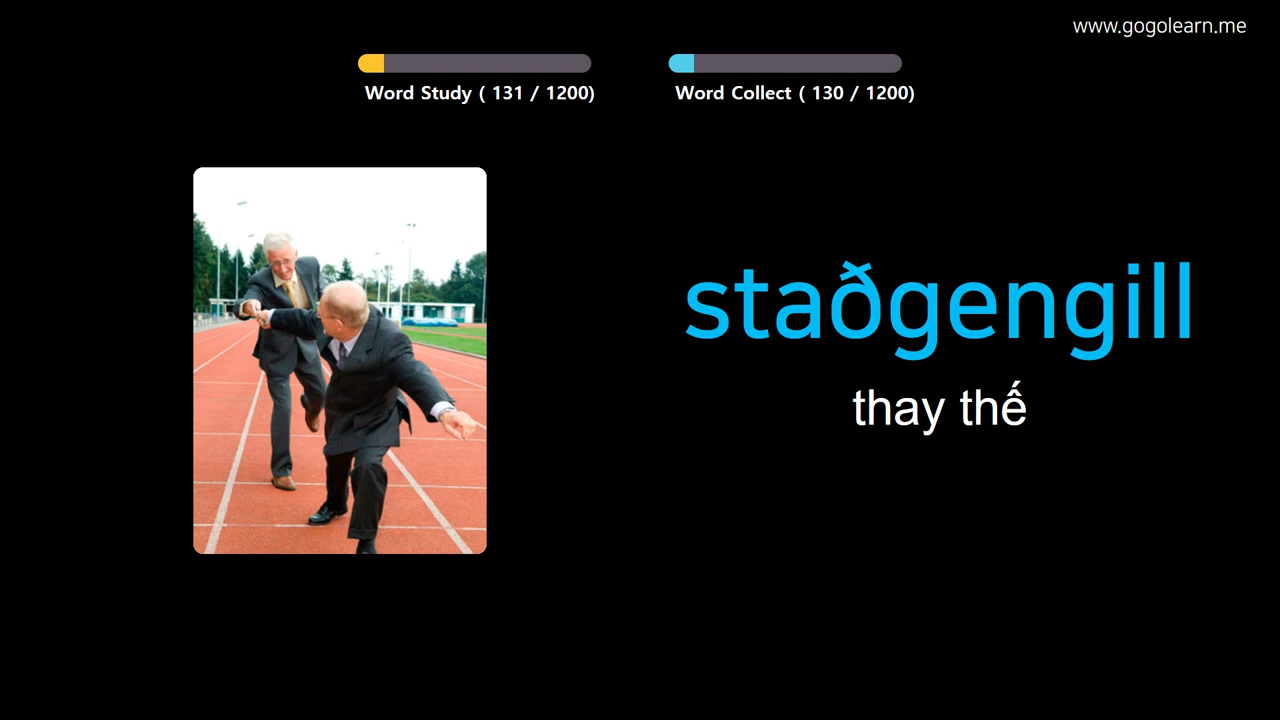 www.gogolearn.me
Word Study ( 131 / 1200)
Word Collect ( 130 / 1200)
staðgengill
thay thế